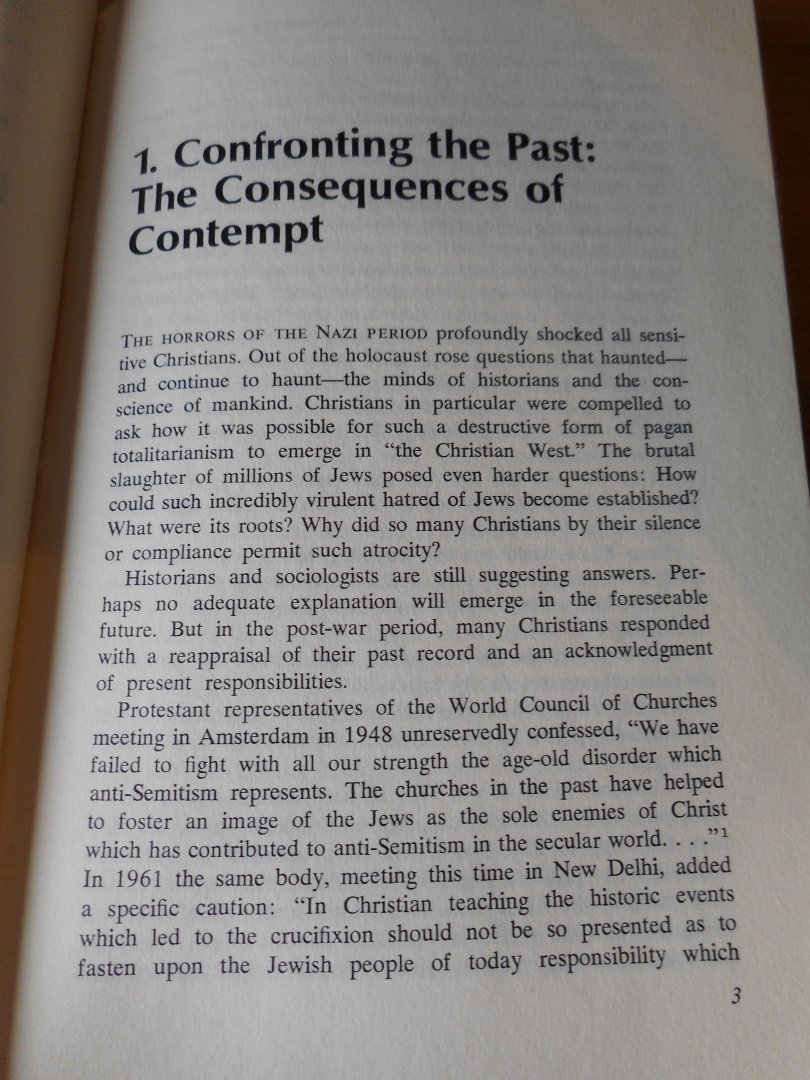 1. Confronting the Past:
The Consequences of
Contempt
THE HORRORS OF THE NAZI PERIOD profoundly shocked all sensi-
tive Christians. Out of the holocaust rose questions that haunted—
and continue to haunt—the minds of historians and the con-
science of mankind. Christians in particular were compelled to
ask how it was possible for such a destructive form of pagan
totalitarianism to emerge in “the Christian West.” The brutal
slaughter of millions of Jews posed even harder questions: How
could such incredibly virulent hatred of Jews become established?
What were its roots? Why did so many Christians by their silence
or compliance permit such atrocity?
Historians and sociologists are still suggesting answers. Per-
haps no adequate explanation will emerge in the foreseeable
future. But in the post-war period, many Christians responded
with a reappraisal of their past record and an acknowledgment
of present responsibilities.
Protestant representatives of the World Council of Churches
meeting in Amsterdam in 1948 unreservedly confessed, “We have
failed to fight with all our strength the age-old disorder which
anti-Semitism represents. The churches in the past have helped
to foster an image of the Jews as the sole enemies of Christ
which has contributed to anti-Semitism in the secular world. . . .”1
In 1961 the same body, meeting this time in New Delhi, added
a specific caution: “In Christian teaching the historic events
which led to the crucifixion should not be so presented as to
fasten upon the Jewish people of today responsibility which
3